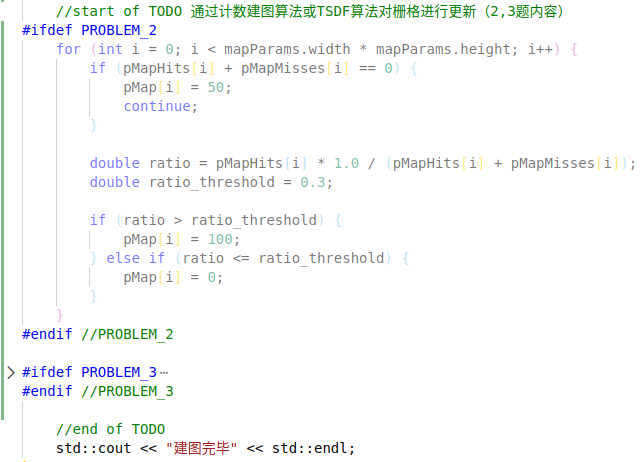 //start of TODO 通过计数建图算法或TSDF算法对栅格进行更新（2,3题内容）
#ifdef PROBLEM_2
for (int i = 0; i < mapParams.width * mapParams.height; i++) {
if (pMapHits[i] + pMapMisses[i] == 0) {
pMap[i] = 50;
continue;
}
double ratio = pMapHits[i] * 1.0 / (pMapHits[i] + pMapMisses[i]);
double ratio_threshold = 0.3;
if (ratio > ratio_threshold) {
pMap[i] = 100;
} else if (ratio <= ratio_threshold) {
pMap[i] = 0;
}
}
#endif //PROBLEM_2
#ifdef PROBLEM_3…
#endif //PROBLEM_3
//end of TODO
std::cout << "建图完毕" << std::endl;